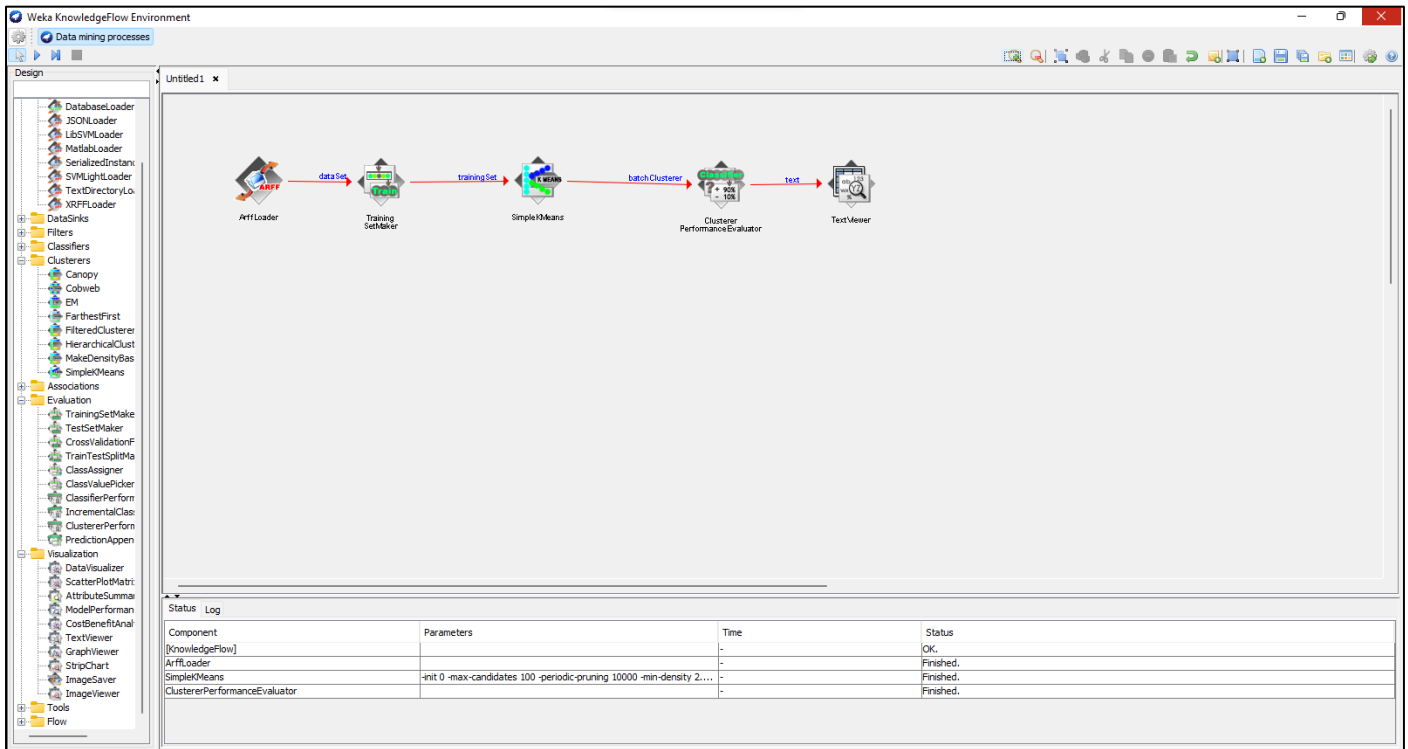 Weka KnowledgeFlow Environment
Data mining processes
Design
Untitled1
DatabaseLoader
JSONLoader
LibSVMLoader
MatlabLoader
SerializedInstanc
SVMLightLoader
TextDirectoryLo
XRFFLoader
DataSinks
Filters
Classifiers
Clusterers
Canopy
Cobweb
EM
FarthestFirst
FilteredClusterer
HierarchicalClust
MakeDensityBas
SimpleKMeans
Associations
Evaluation
TrainingSetMake
TestSetMaker
CrossValidationF
TrainTestSplitMa
ClassAssigner
ClassValuePicker
ClassifierPerform
IncrementalClas
ClustererPerform
PredictionAppen
Visualization
DataVisualizer
ScatterPlotMatri
AttributeSummar
ModelPerforman
CostBenefitAnal
TextViewer
GraphViewer
StripChart
ImageSaver
ImageViewer
Tools
Flow
ARFF
ArffLoader
dataSet
Training
SetMaker
trainingSet
K MEANS
SimpleKMeans
batchClusterer
? + 90%
- 10%
Clusterer
PerformanceEvaluator
text
TextViewer
Status Log
Component Parameters Time Status
[KnowledgeFlow] - OK.
ArffLoader - Finished.
SimpleKMeans -init 0 -max-candidates 100 -periodic-pruning 10000 -min-density 2.... - Finished.
ClustererPerformanceEvaluator - Finished.